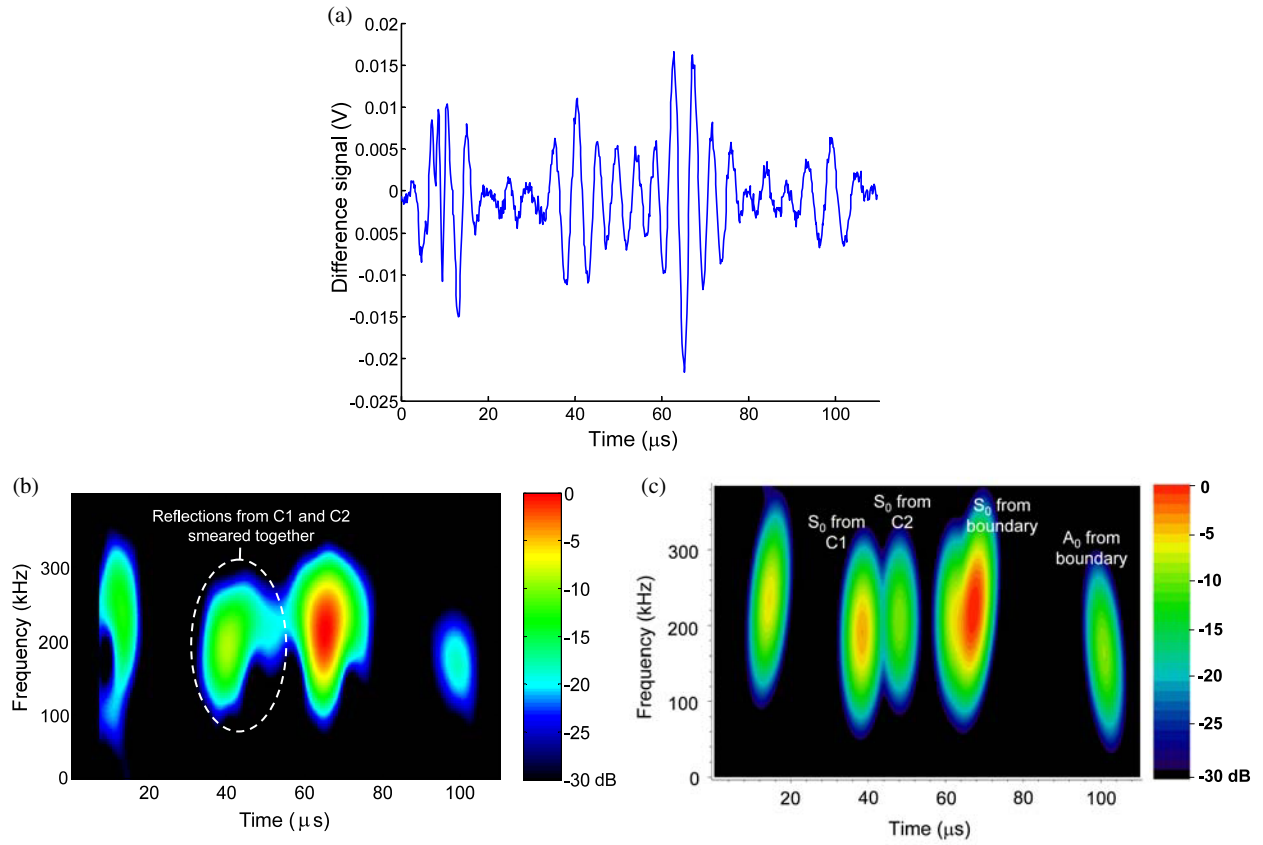 (a)
0.02
0.015
0.01
0.005
0
0.005
-0.01
-0.015
-0.02
-0.025
Difference signal (V)
0 20 40 60 80 100
Time (μs)
(b)
Reflections from C1 and C2
smeared together
300
200
100
0
Frequency (kHz)
20 40 60 80 100
Time (μs)
0
-5
-10
-15
-20
-25
-30 dB
(c)
S0 from
C1
S0 from
C2
S0 from
boundary
A0 from
boundary
300
200
100
0
Frequency (kHz)
20 40 60 80 100
Time (μs)
0
-5
-10
-15
-20
-25
-30 dB